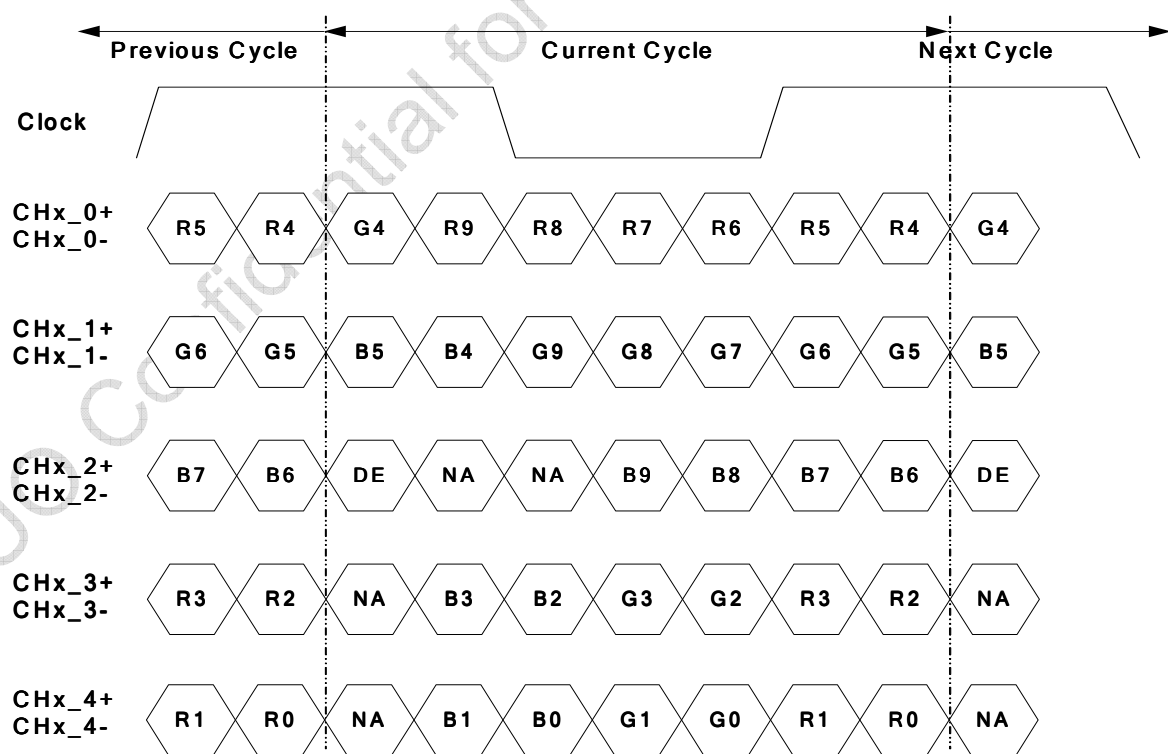 Previous Cycle Current Cycle Next Cycle
Clock
CHx_0+
CHx_0-
R5 R4 G4 R9 R8 R7 R6 R5 R4 G4
CHx_1+
CHx_1-
G6 G5 B5 B4 G9 G8 G7 G6 G5 B5
CHx_2+
CHx_2-
B7 B6 DE NA NA B9 B8 B7 B6 DE
CHx_3+
CHx_3-
R3 R2 NA B3 B2 G3 G2 R3 R2 NA
CHx_4+
CHx_4-
R1 R0 NA B1 B0 G1 G0 R1 R0 NA
Confidential for